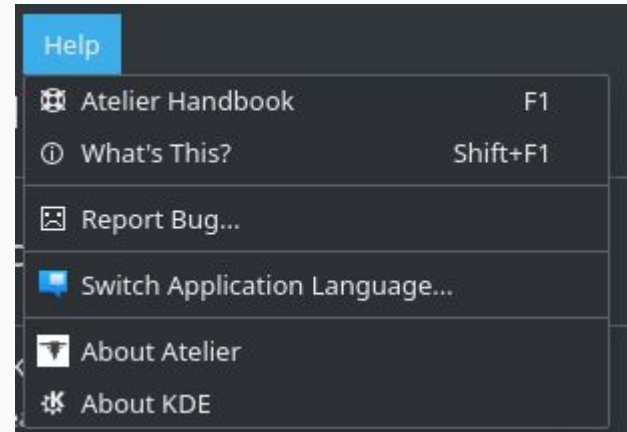 Help
Atelier Handbook F1
What's This? Shift+F1
Report Bug...
Switch Application Language...
About Atelier
About KDE